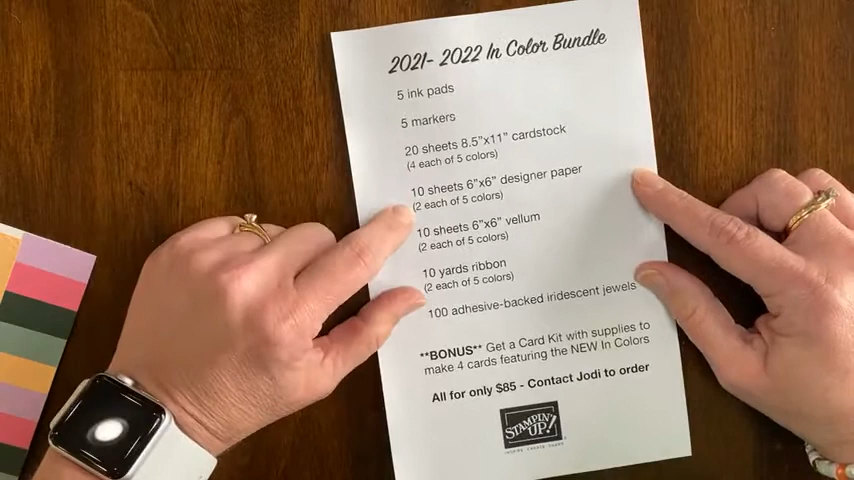 2021- 2022 In Color Bundle
5 ink pads
5 markers
20 sheets 8.5"x11" cardstock
(4 each of 5 colors)
10 sheets 6"x6" designer paper
(2 each of 5 colors)
10 sheets 6"x6" vellum
(2 each of 5 colors)
10 yards ribbon
(2 each of 5 colors)
100 adhesive-backed iridescent jewels
**BONUS** Get a Card Kit with supplies to
make 4 cards featuring the NEW In Colors
All for only $85 - Contact Jodi to order
STAMPIN'
UP!
INSPIRE. CREATE. SHARE.